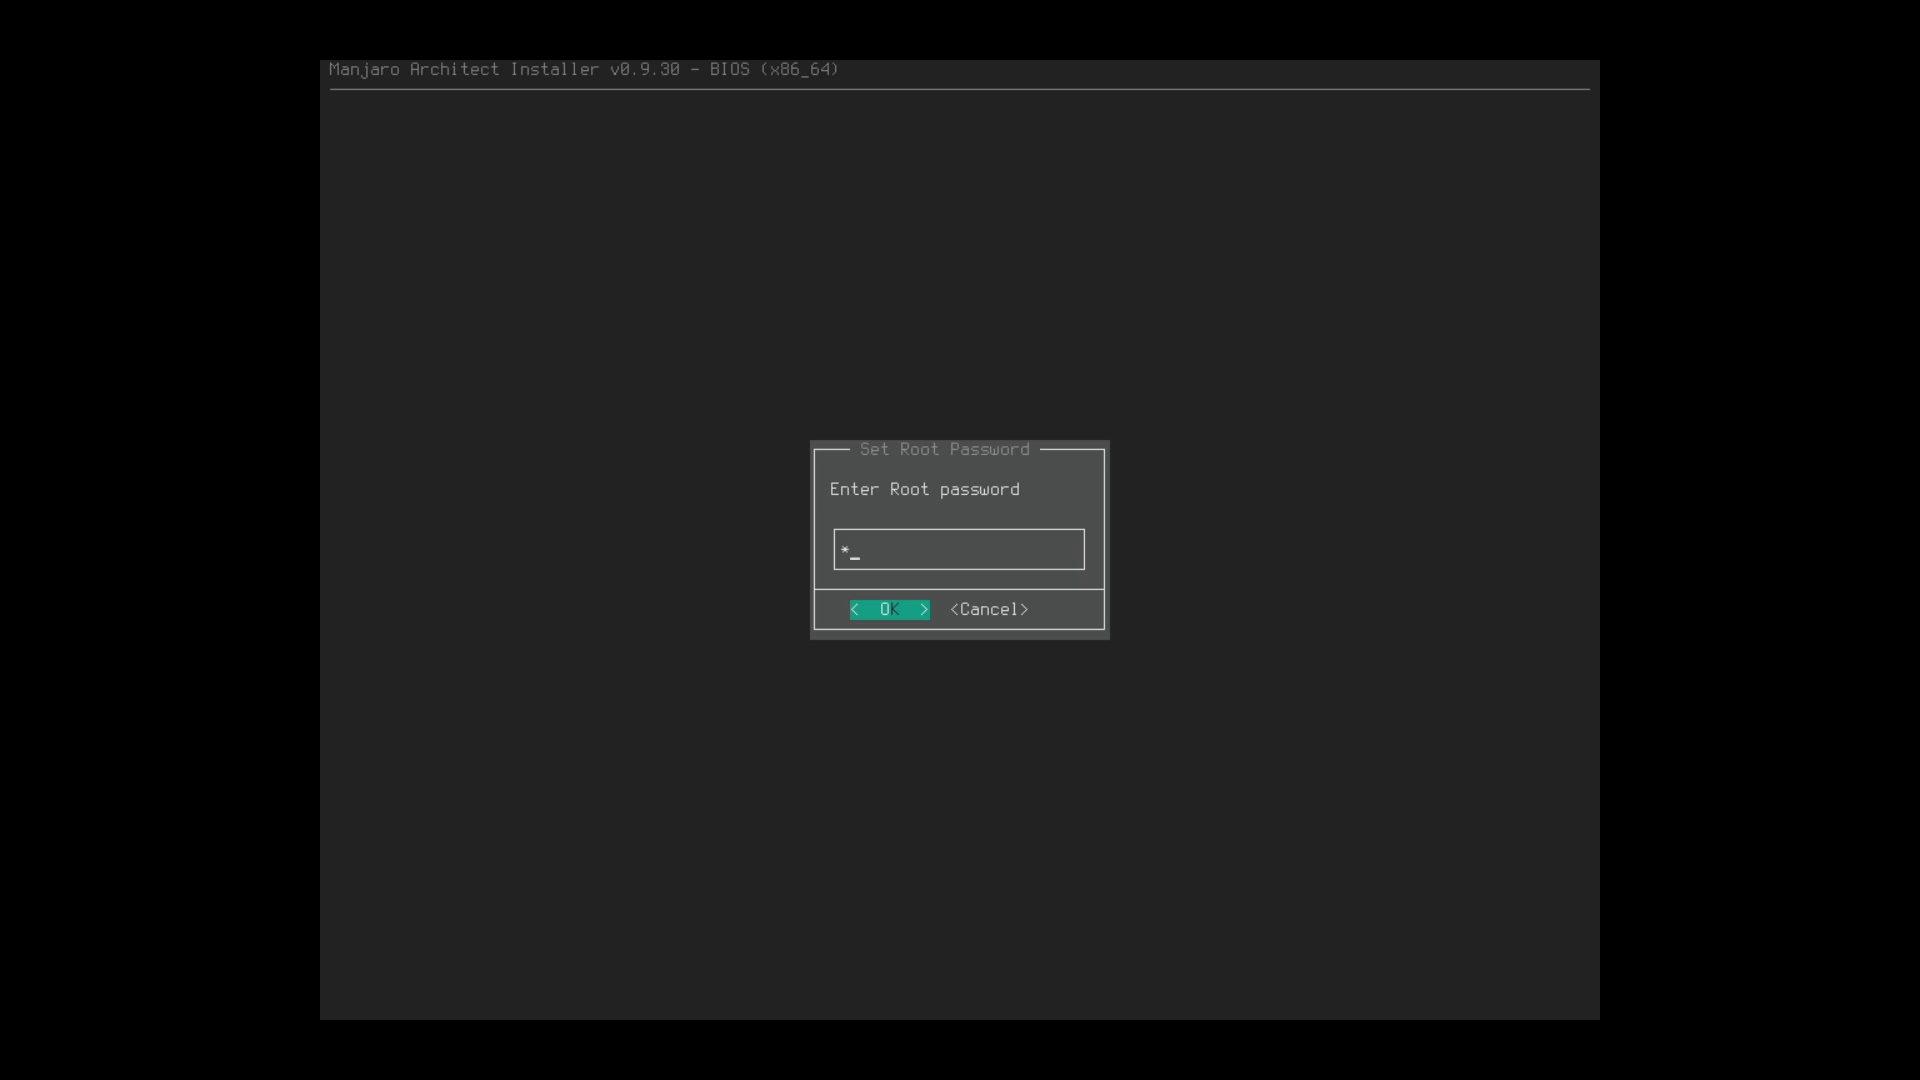 Manjaro Architect Installer v0.9.30 - BIOS (x86_64)
Set Root Password
Enter Root password
*_
< OK > <Cancel>